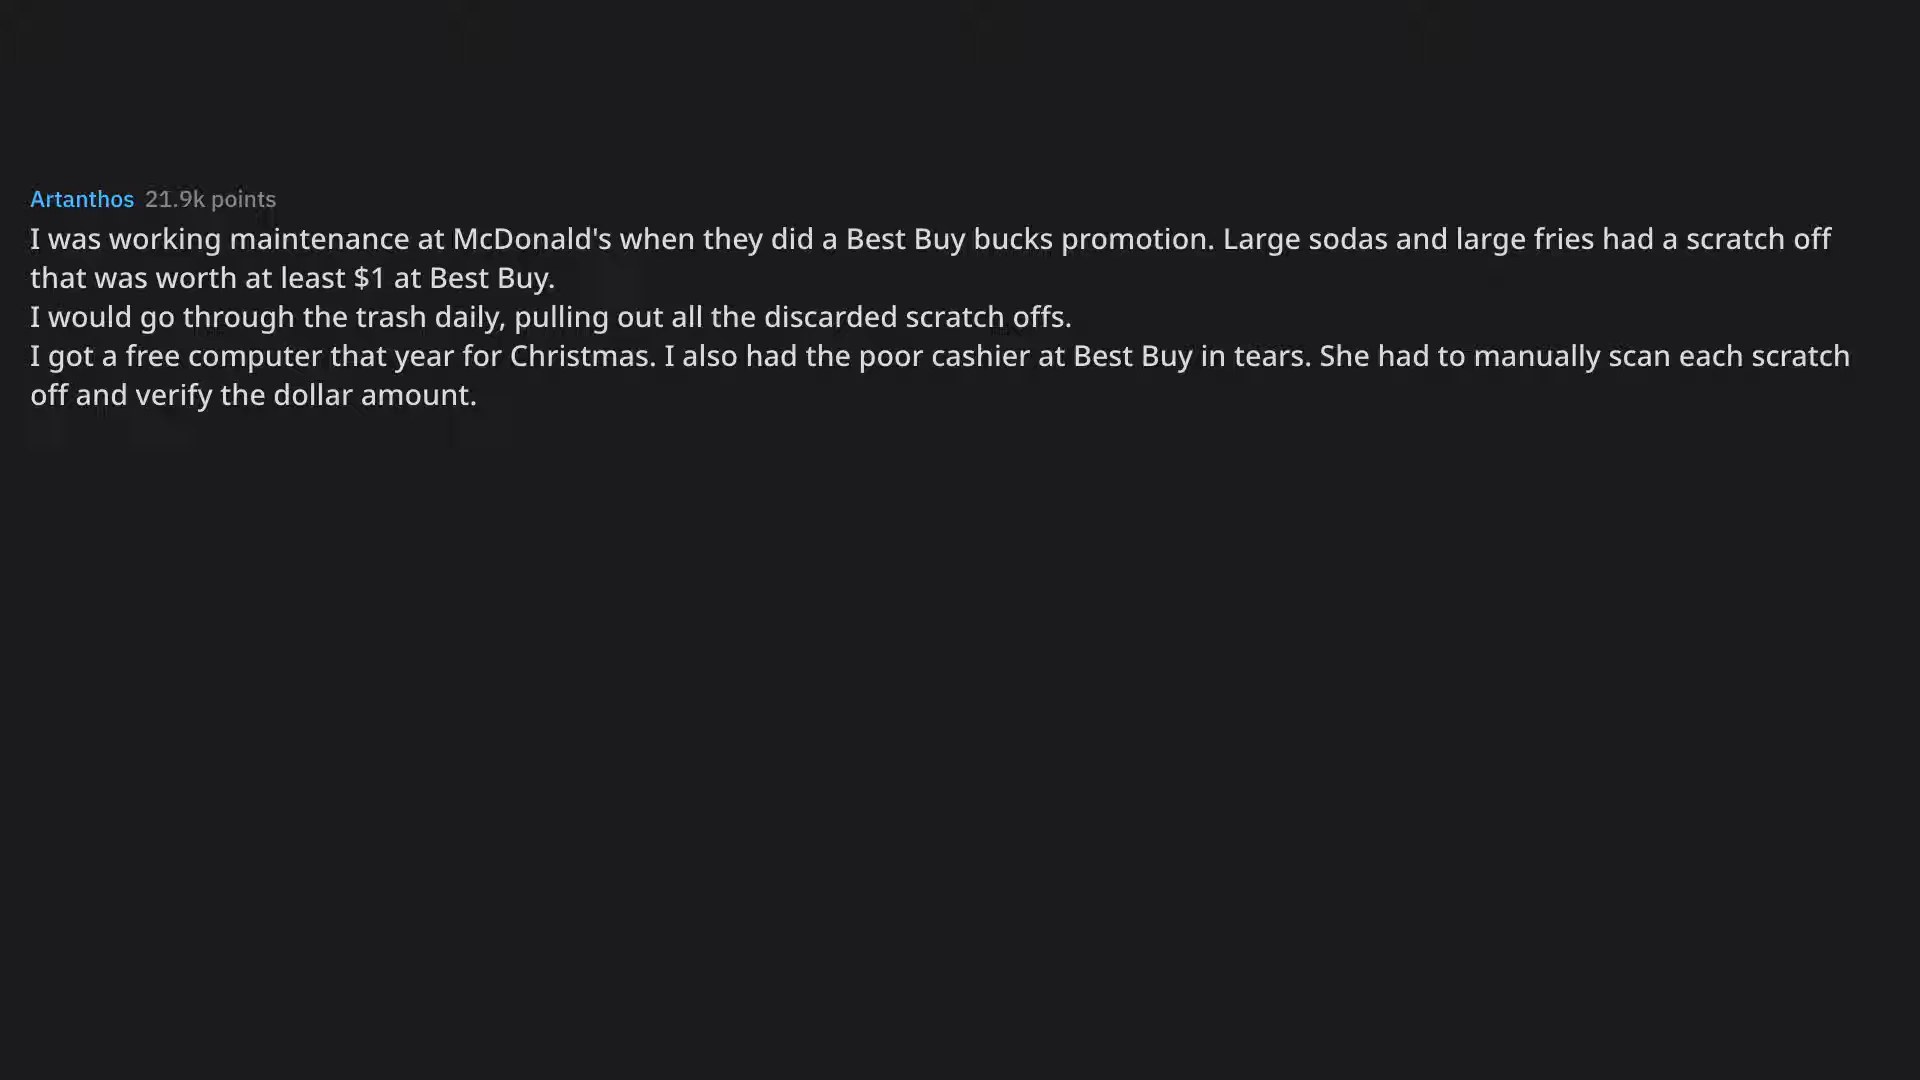 Artanthos 21.9k points
I was working maintenance at McDonald's when they did a Best Buy bucks promotion. Large sodas and large fries had a scratch off
that was worth at least $1 at Best Buy.
I would go through the trash daily, pulling out all the discarded scratch offs.
I got a free computer that year for Christmas. I also had the poor cashier at Best Buy in tears. She had to manually scan each scratch
off and verify the dollar amount.